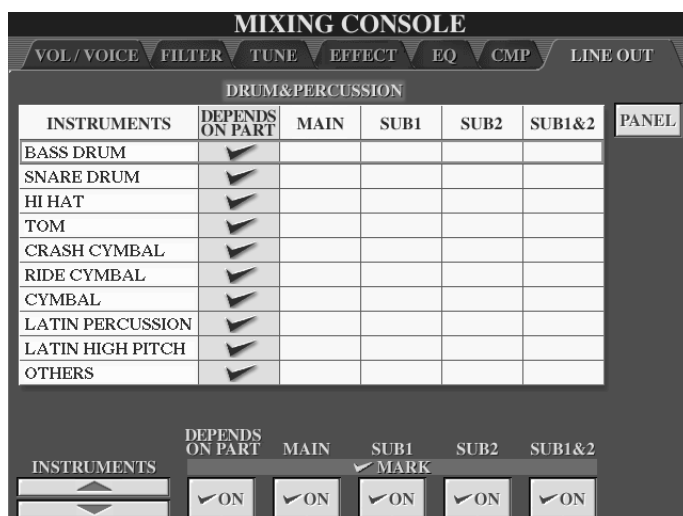 MIXING CONSOLE
VOL / VOICE FILTER TUNE EFFECT EQ CMP LINE OUT
DRUM&PERCUSSION
INSTRUMENTS DEPENDS ON PART MAIN SUB1 SUB2 SUB1&2 PANEL
BASS DRUM
SNARE DRUM
HI HAT
TOM
CRASH CYMBAL
RIDE CYMBAL
CYMBAL
LATIN PERCUSSION
LATIN HIGH PITCH
OTHERS
INSTRUMENTS DEPENDS ON PART MAIN SUB1 SUB2 SUB1&2
MARK
ON ON ON ON ON